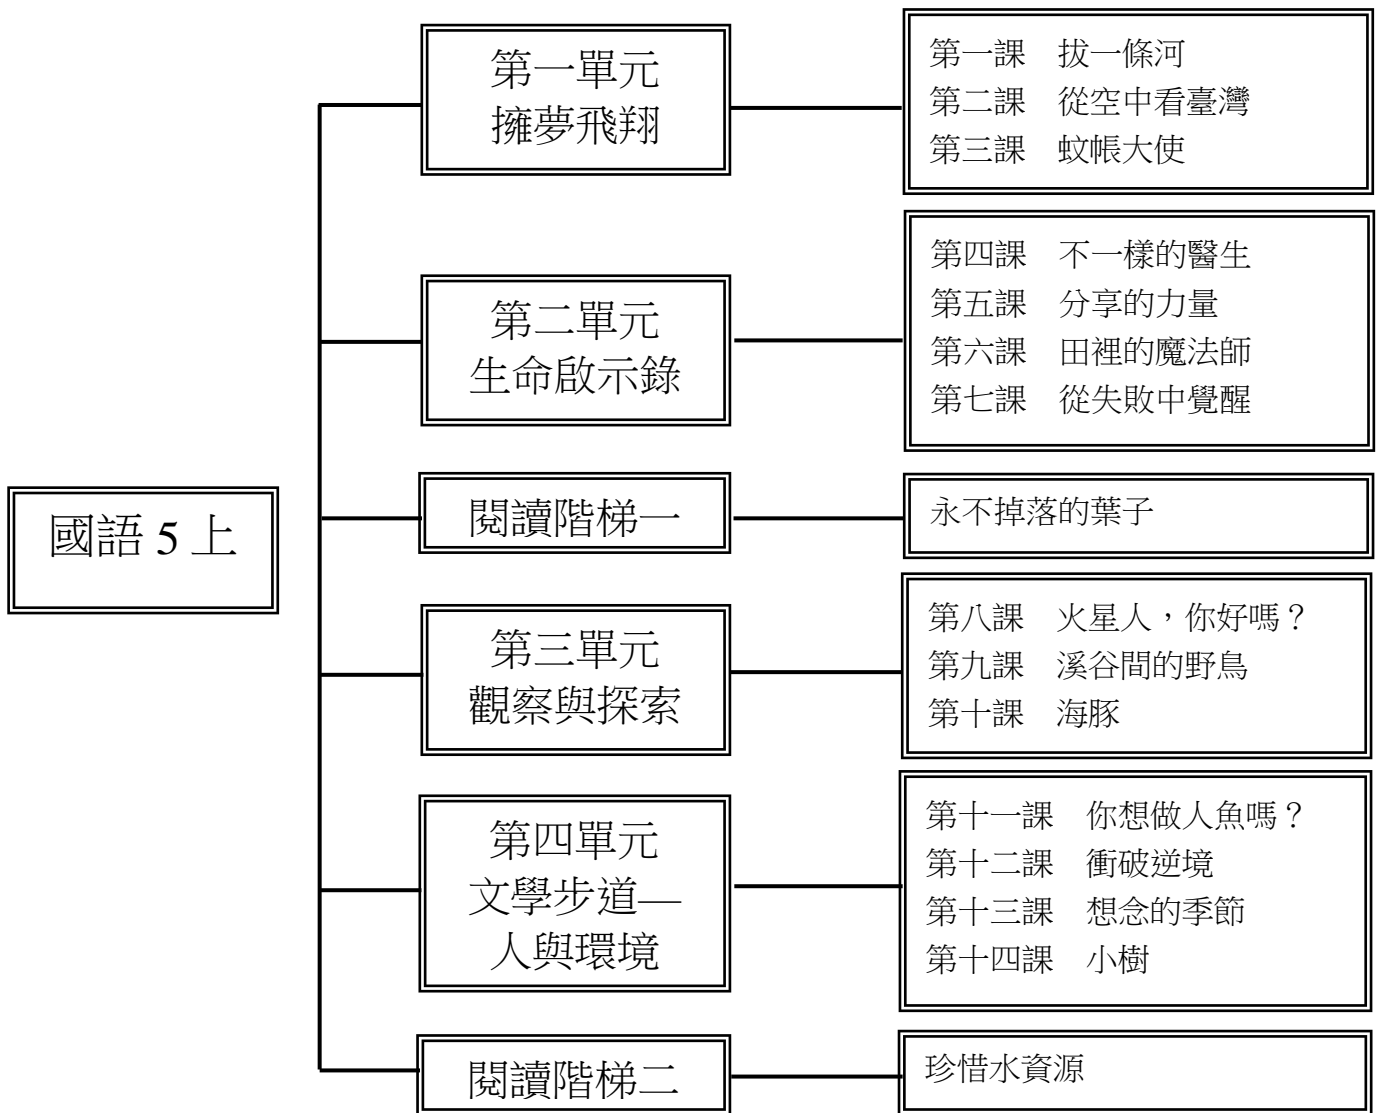 國語 5 上
第一單元
擁夢飛翔
第一課　拔一條河
第二課　從空中看臺灣
第三課　蚊帳大使
第二單元
生命啟示錄
第四課　不一樣的醫生
第五課　分享的力量
第六課　田裡的魔法師
第七課　從失敗中覺醒
閱讀階梯一
永不掉落的葉子
第三單元
觀察與探索
第八課　火星人，你好嗎？
第九課　溪谷間的野鳥
第十課　海豚
第四單元
文學步道—
人與環境
第十一課　你想做人魚嗎？
第十二課　衝破逆境
第十三課　想念的季節
第十四課　小樹
閱讀階梯二
珍惜水資源